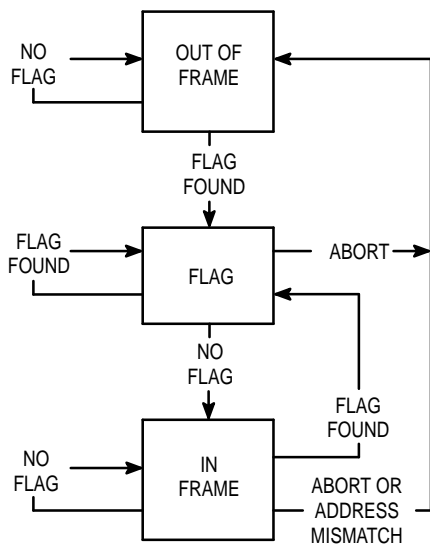 NO
FLAG
OUT OF
FRAME
FLAG
FOUND
FLAG
FOUND
FLAG
ABORT
NO
FLAG
FLAG
FOUND
NO
FLAG
IN
FRAME
ABORT OR
ADDRESS
MISMATCH